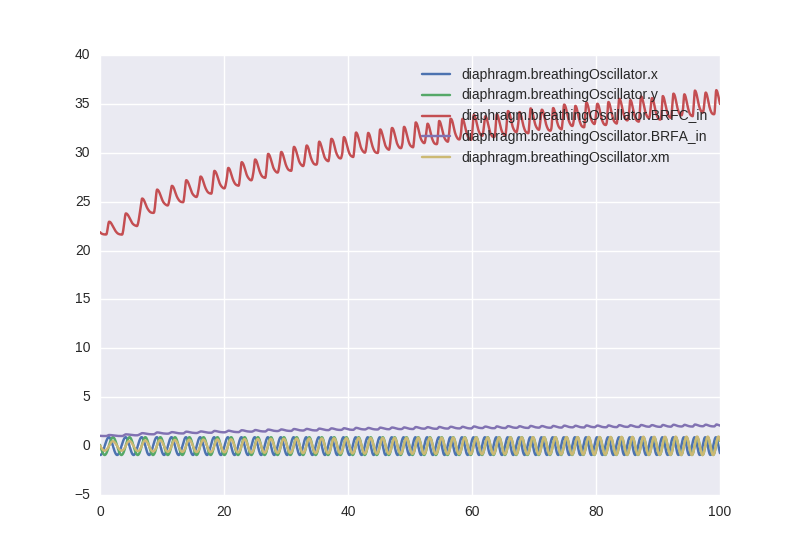 40
35
30
25
20
15
10
5
0
−5
0 20 40 60 80 100
diaphragm.breathingOscillator.x
diaphragm.breathingOscillator.y
diaphragm.breathingOscillator.BRFC_in
diaphragm.breathingOscillator.BRFA_in
diaphragm.breathingOscillator.xm